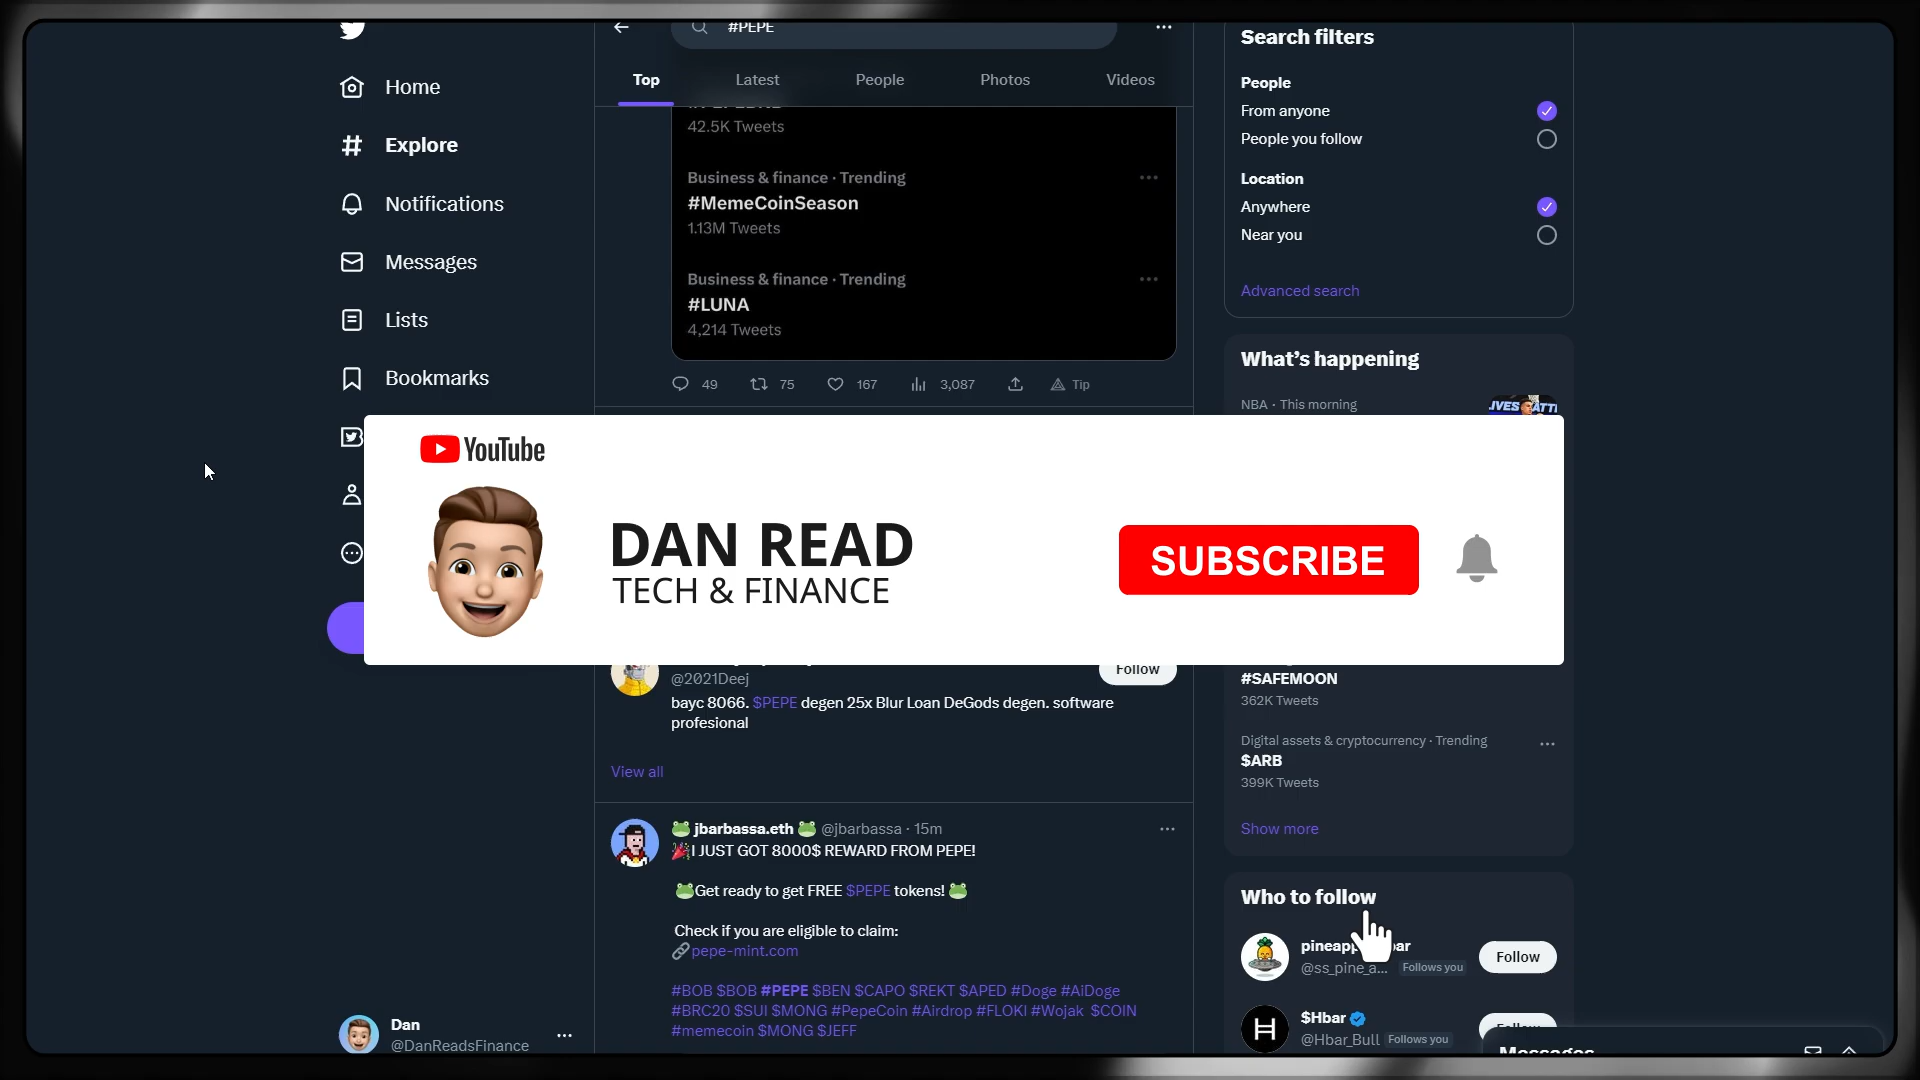 Home
Explore
Notifications
Messages
Lists
Bookmarks
Dan
@DanReadsFinance
#PEPE
Top
Latest
People
Photos
Videos
42.5K Tweets
Business & finance · Trending
#MemeCoinSeason
1.13M Tweets
Business & finance · Trending
#LUNA
4,214 Tweets
49
75
167
3,087
Tip
YouTube
DAN READ
TECH & FINANCE
SUBSCRIBE
@2021Deej
Follow
bayc 8066. $PEPE degen 25x Blur Loan DeGods degen. software
profesional
View all
jbarbassa.eth @jbarbassa · 15m
I JUST GOT 8000$ REWARD FROM PEPE!
Get ready to get FREE $PEPE tokens!
Check if you are eligible to claim:
pepe-mint.com
#BOB $BOB #PEPE $BEN $CAPO $REKT $APED #Doge #AiDoge
#BRC20 $SUI $MONG #PepeCoin #Airdrop #FLOKI #Wojak $COIN
#memecoin $MONG $JEFF
Search filters
People
From anyone
People you follow
Location
Anywhere
Near you
Advanced search
What's happening
NBA · This morning
#SAFEMOON
362K Tweets
Digital assets & cryptocurrency · Trending
$ARB
399K Tweets
Show more
Who to follow
@ss_pine_a... Follows you
Follow
$Hbar
@Hbar_Bull Follows you
Follow
Messages